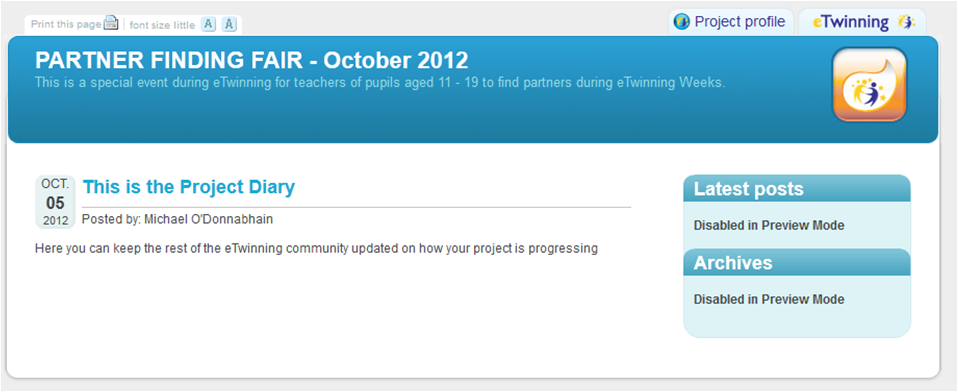 Print this page font size little A A
Project profile
eTwinning
PARTNER FINDING FAIR - October 2012
This is a special event during eTwinning for teachers of pupils aged 11 - 19 to find partners during eTwinning Weeks.
OCT.
05
2012
This is the Project Diary
Posted by: Michael O'Donnabhain
Here you can keep the rest of the eTwinning community updated on how your project is progressing
Latest posts
Disabled in Preview Mode
Archives
Disabled in Preview Mode